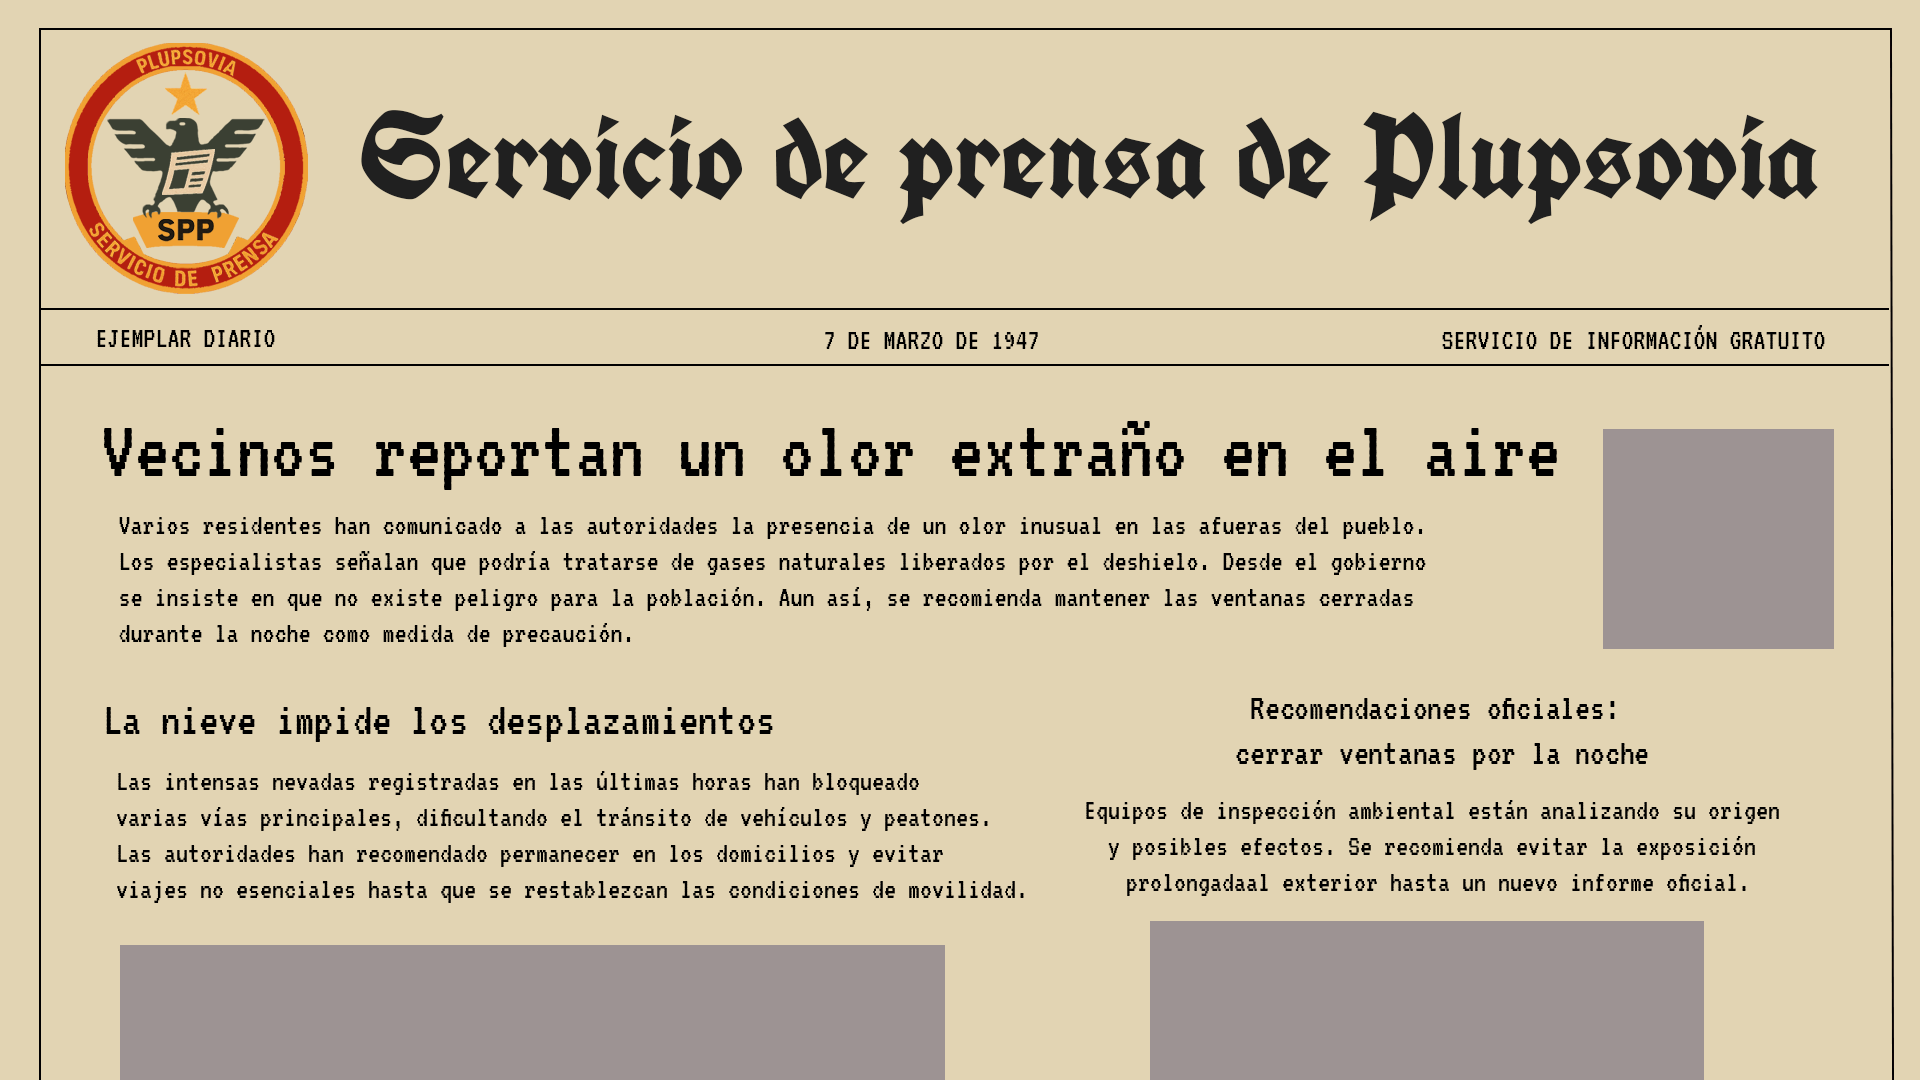 PLUPSOVIA
SPP
SERVICIO DE PRENSA
Servicio de prensa de Plupsovia
EJEMPLAR DIARIO
7 DE MARZO DE 1947
SERVICIO DE INFORMACIÓN GRATUITO
Vecinos reportan un olor extraño en el aire
Varios residentes han comunicado a las autoridades la presencia de un olor inusual en las afueras del pueblo.
Los especialistas señalan que podría tratarse de gases naturales liberados por el deshielo. Desde el gobierno
se insiste en que no existe peligro para la población. Aun así, se recomienda mantener las ventanas cerradas
durante la noche como medida de precaución.
La nieve impide los desplazamientos
Las intensas nevadas registradas en las últimas horas han bloqueado
varias vías principales, dificultando el tránsito de vehículos y peatones.
Las autoridades han recomendado permanecer en los domicilios y evitar
viajes no esenciales hasta que se restablezcan las condiciones de movilidad.
Recomendaciones oficiales:
cerrar ventanas por la noche
Equipos de inspección ambiental están analizando su origen
y posibles efectos. Se recomienda evitar la exposición
prolongadaal exterior hasta un nuevo informe oficial.